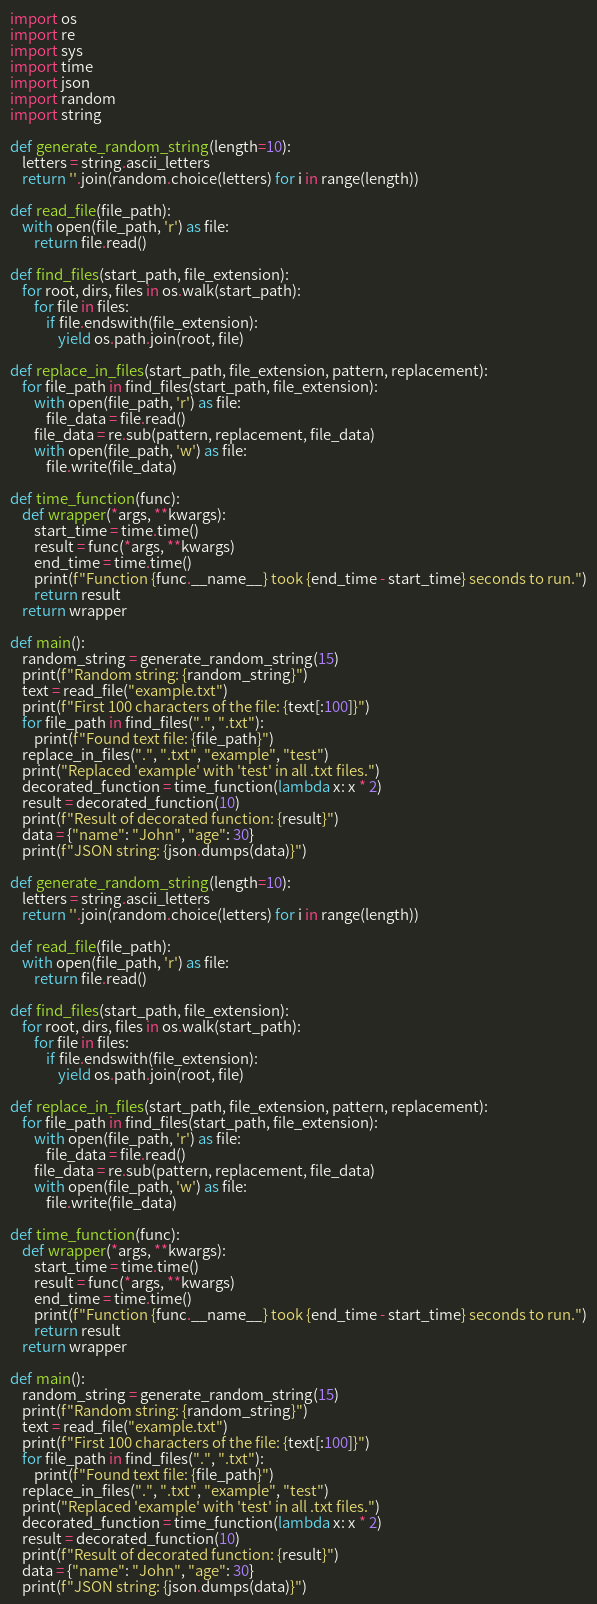 import os
import re
import sys
import time
import json
import random
import string

def generate_random_string(length=10):
    letters = string.ascii_letters
    return ''.join(random.choice(letters) for i in range(length))

def read_file(file_path):
    with open(file_path, 'r') as file:
        return file.read()

def find_files(start_path, file_extension):
    for root, dirs, files in os.walk(start_path):
        for file in files:
            if file.endswith(file_extension):
                yield os.path.join(root, file)

def replace_in_files(start_path, file_extension, pattern, replacement):
    for file_path in find_files(start_path, file_extension):
        with open(file_path, 'r') as file:
            file_data = file.read()
        file_data = re.sub(pattern, replacement, file_data)
        with open(file_path, 'w') as file:
            file.write(file_data)

def time_function(func):
    def wrapper(*args, **kwargs):
        start_time = time.time()
        result = func(*args, **kwargs)
        end_time = time.time()
        print(f"Function {func.__name__} took {end_time - start_time} seconds to run.")
        return result
    return wrapper

def main():
    random_string = generate_random_string(15)
    print(f"Random string: {random_string}")
    text = read_file("example.txt")
    print(f"First 100 characters of the file: {text[:100]}")
    for file_path in find_files(".", ".txt"):
        print(f"Found text file: {file_path}")
    replace_in_files(".", ".txt", "example", "test")
    print("Replaced 'example' with 'test' in all .txt files.")
    decorated_function = time_function(lambda x: x * 2)
    result = decorated_function(10)
    print(f"Result of decorated function: {result}")
    data = {"name": "John", "age": 30}
    print(f"JSON string: {json.dumps(data)}")

def generate_random_string(length=10):
    letters = string.ascii_letters
    return ''.join(random.choice(letters) for i in range(length))

def read_file(file_path):
    with open(file_path, 'r') as file:
        return file.read()

def find_files(start_path, file_extension):
    for root, dirs, files in os.walk(start_path):
        for file in files:
            if file.endswith(file_extension):
                yield os.path.join(root, file)

def replace_in_files(start_path, file_extension, pattern, replacement):
    for file_path in find_files(start_path, file_extension):
        with open(file_path, 'r') as file:
            file_data = file.read()
        file_data = re.sub(pattern, replacement, file_data)
        with open(file_path, 'w') as file:
            file.write(file_data)

def time_function(func):
    def wrapper(*args, **kwargs):
        start_time = time.time()
        result = func(*args, **kwargs)
        end_time = time.time()
        print(f"Function {func.__name__} took {end_time - start_time} seconds to run.")
        return result
    return wrapper

def main():
    random_string = generate_random_string(15)
    print(f"Random string: {random_string}")
    text = read_file("example.txt")
    print(f"First 100 characters of the file: {text[:100]}")
    for file_path in find_files(".", ".txt"):
        print(f"Found text file: {file_path}")
    replace_in_files(".", ".txt", "example", "test")
    print("Replaced 'example' with 'test' in all .txt files.")
    decorated_function = time_function(lambda x: x * 2)
    result = decorated_function(10)
    print(f"Result of decorated function: {result}")
    data = {"name": "John", "age": 30}
    print(f"JSON string: {json.dumps(data)}")